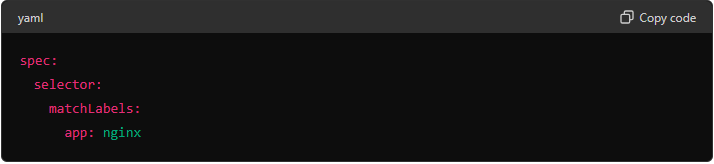 yaml
Copy code
spec:
  selector:
    matchLabels:
      app: nginx